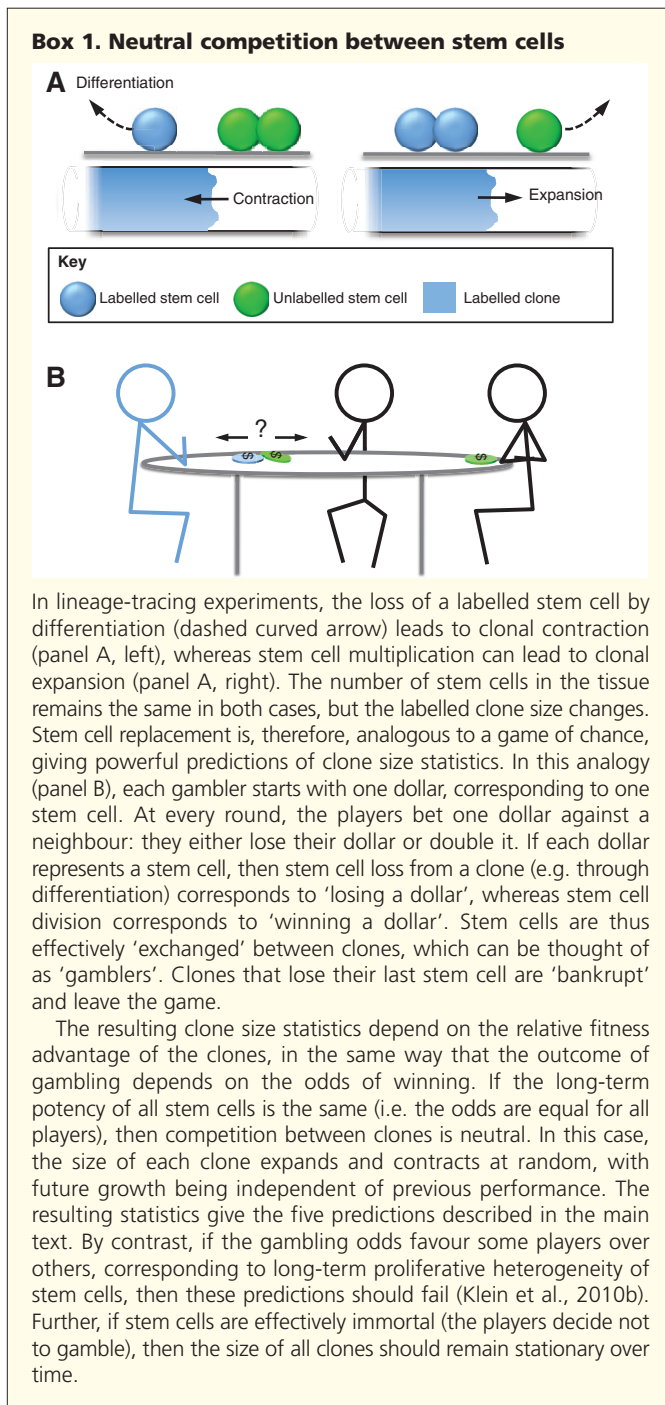 Box 1. Neutral competition between stem cells
A
Differentiation
Contraction
Expansion
Key
Labelled stem cell
Unlabelled stem cell
Labelled clone
B
?
$ $ $
In lineage-tracing experiments, the loss of a labelled stem cell by
differentiation (dashed curved arrow) leads to clonal contraction
(panel A, left), whereas stem cell multiplication can lead to clonal
expansion (panel A, right). The number of stem cells in the tissue
remains the same in both cases, but the labelled clone size changes.
Stem cell replacement is, therefore, analogous to a game of chance,
giving powerful predictions of clone size statistics. In this analogy
(panel B), each gambler starts with one dollar, corresponding to one
stem cell. At every round, the players bet one dollar against a
neighbour: they either lose their dollar or double it. If each dollar
represents a stem cell, then stem cell loss from a clone (e.g. through
differentiation) corresponds to ‘losing a dollar’, whereas stem cell
division corresponds to ‘winning a dollar’. Stem cells are thus
effectively ‘exchanged’ between clones, which can be thought of
as ‘gamblers’. Clones that lose their last stem cell are ‘bankrupt’
and leave the game.
The resulting clone size statistics depend on the relative fitness
advantage of the clones, in the same way that the outcome of
gambling depends on the odds of winning. If the long-term
potency of all stem cells is the same (i.e. the odds are equal for all
players), then competition between clones is neutral. In this case,
the size of each clone expands and contracts at random, with
future growth being independent of previous performance. The
resulting statistics give the five predictions described in the main
text. By contrast, if the gambling odds favour some players over
others, corresponding to long-term proliferative heterogeneity of
stem cells, then these predictions should fail (Klein et al., 2010b).
Further, if stem cells are effectively immortal (the players decide not
to gamble), then the size of all clones should remain stationary over
time.